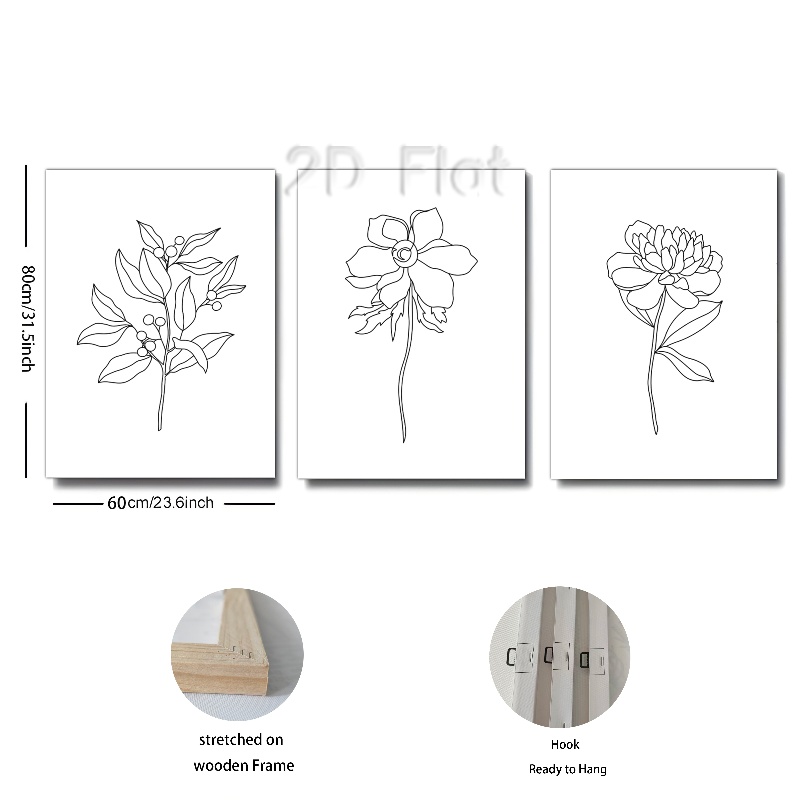 2D Flat
80cm/31.5inch
60cm/23.6inch
stretched on
wooden Frame
Hook
Ready to Hang